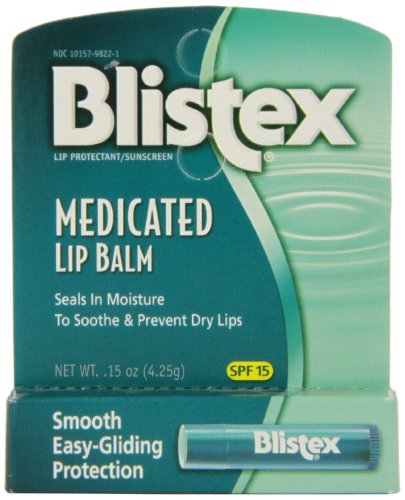 NDC 10157-9822-1
Blistex®
LIP PROTECTANT/SUNSCREEN
MEDICATED
LIP BALM
Seals In Moisture
To Soothe & Prevent Dry Lips
NET WT. .15 oz (4.25g)
SPF 15
Smooth
Easy-Gliding
Protection
Blistex